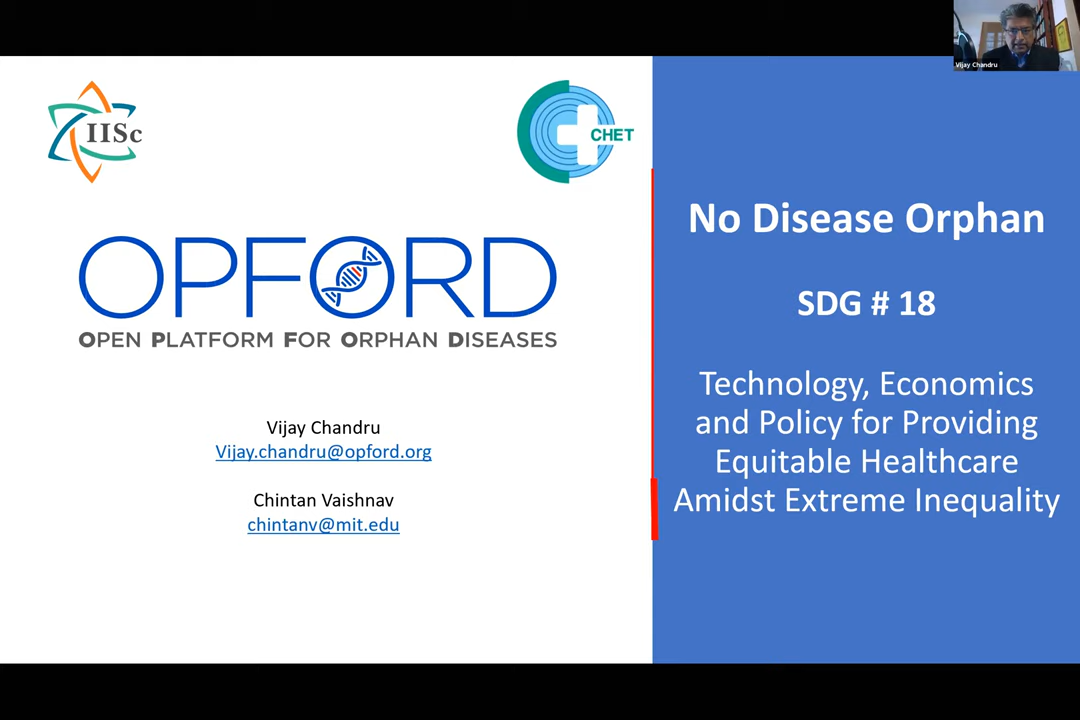 Vijay Chandru
IISc
CHET
OPFORD
OPEN PLATFORM FOR ORPHAN DISEASES
Vijay Chandru
Vijay.chandru@opford.org
Chintan Vaishnav
chintanv@mit.edu
No Disease Orphan
SDG # 18
Technology, Economics
and Policy for Providing
Equitable Healthcare
Amidst Extreme Inequality